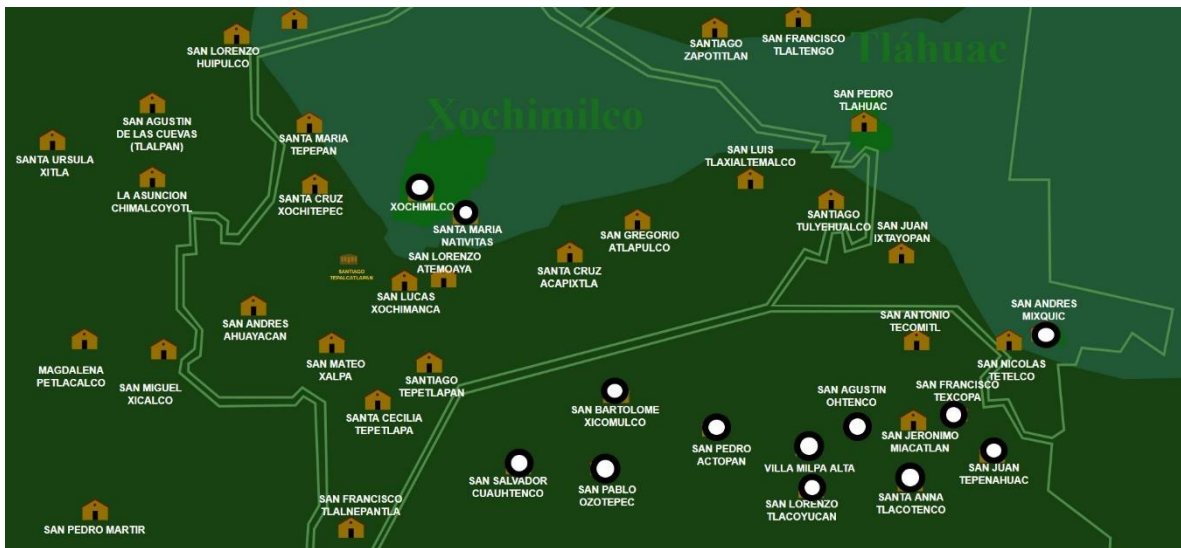 SAN LORENZO
HUIPULCO
SANTIAGO
ZAPOTITLAN
SAN FRANCISCO
TLALTENGO
Tláhuac
Xochimilco
SAN PEDRO
TLAHUAC
SAN AGUSTIN
DE LAS CUEVAS
(TLALPAN)
SANTA URSULA
XITLA
SANTA MARIA
TEPEPAN
SAN LUIS
TLAXIALTEMALCO
LA ASUNCION
CHIMALCOYOTL
SANTA CRUZ
XOCHITEPEC
XOCHIMILCO
SANTA MARIA
NATIVITAS
SANTIAGO
TULYEHUALCO
SAN JUAN
IXTAYOPAN
SAN GREGORIO
ATLAPULCO
SAN LORENZO
ATEMOAYA
SANTA CRUZ
ACAPIXTLA
SANTIAGO
SAN LUCAS
XOCHIMANCA
SAN ANDRES
AHUAYACAN
SAN ANTONIO
TECOMITL
SAN ANDRES
MIXQUIC
MAGDALENA
PETLACALCO
SAN MIGUEL
XICALCO
SAN MATEO
XALPA
SANTIAGO
TEPETLAPAN
SAN NICOLAS
TETELCO
SANTA CECILIA
TEPETLAPA
SAN BARTOLOME
XICOMULCO
SAN AGUSTIN
OHTENCO
SAN FRANCISCO
TEXCOPA
SAN PEDRO
ACTOPAN
VILLA MILPA ALTA
SAN JERONIMO
MIACATLAN
SAN JUAN
TEPENAHUAC
SAN SALVADOR
CUAUHTENCO
SAN PABLO
OZOTEPEC
SAN LORENZO
TLACOYUCAN
SANTA ANNA
TLACOTENCO
SAN PEDRO MARTIR
SAN FRANCISCO
TLALNEPANTLA